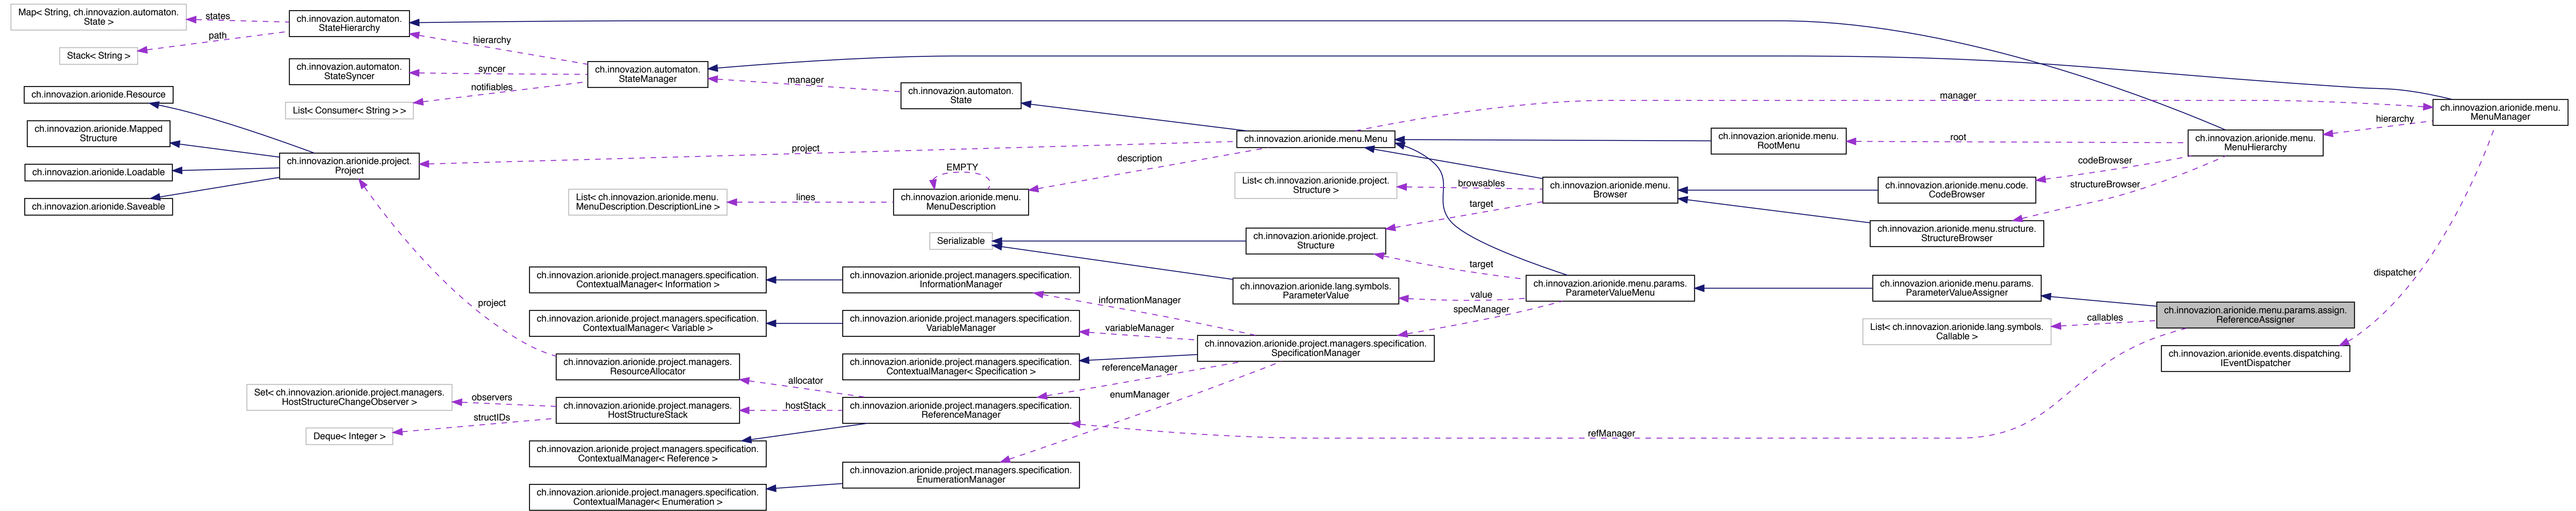 Map< String, ch.innovazion.automaton.
State >
states
ch.innovazion.automaton.
StateHierarchy
path
Stack< String >
hierarchy
ch.innovazion.automaton.
StateSyncer
syncer
ch.innovazion.automaton.
StateManager
manager
notifiables
List< Consumer< String > >
ch.innovazion.automaton.
State
manager
ch.innovazion.arionide.menu.
MenuManager
hierarchy
ch.innovazion.arionide.Resource
ch.innovazion.arionide.Mapped
Structure
ch.innovazion.arionide.Loadable
ch.innovazion.arionide.Saveable
ch.innovazion.arionide.project.
Project
project
ch.innovazion.arionide.menu.Menu
description
ch.innovazion.arionide.menu.
RootMenu
root
ch.innovazion.arionide.menu.
MenuHierarchy
codeBrowser
structureBrowser
EMPTY
List< ch.innovazion.arionide.menu.
MenuDescription.DescriptionLine >
lines
ch.innovazion.arionide.menu.
MenuDescription
List< ch.innovazion.arionide.project.
Structure >
browsables
target
ch.innovazion.arionide.menu.
Browser
ch.innovazion.arionide.menu.code.
CodeBrowser
ch.innovazion.arionide.menu.structure.
StructureBrowser
Serializable
ch.innovazion.arionide.project.
Structure
target
dispatcher
ch.innovazion.arionide.project.managers.specification.
ContextualManager< Information >
ch.innovazion.arionide.project.managers.specification.
InformationManager
ch.innovazion.arionide.lang.symbols.
ParameterValue
value
ch.innovazion.arionide.menu.params.
ParameterValueMenu
ch.innovazion.arionide.menu.params.
ParameterValueAssigner
project
informationManager
specManager
ch.innovazion.arionide.project.managers.specification.
ContextualManager< Variable >
ch.innovazion.arionide.project.managers.specification.
VariableManager
variableManager
List< ch.innovazion.arionide.lang.symbols.
Callable >
callables
ch.innovazion.arionide.menu.params.assign.
ReferenceAssigner
ch.innovazion.arionide.project.managers.specification.
SpecificationManager
ch.innovazion.arionide.events.dispatching.
IEventDispatcher
ch.innovazion.arionide.project.managers.
ResourceAllocator
ch.innovazion.arionide.project.managers.specification.
ContextualManager< Specification >
referenceManager
allocator
enumManager
Set< ch.innovazion.arionide.project.managers.
HostStructureChangeObserver >
observers
structIDs
Deque< Integer >
ch.innovazion.arionide.project.managers.
HostStructureStack
hostStack
ch.innovazion.arionide.project.managers.specification.
ReferenceManager
refManager
ch.innovazion.arionide.project.managers.specification.
ContextualManager< Reference >
ch.innovazion.arionide.project.managers.specification.
EnumerationManager
ch.innovazion.arionide.project.managers.specification.
ContextualManager< Enumeration >